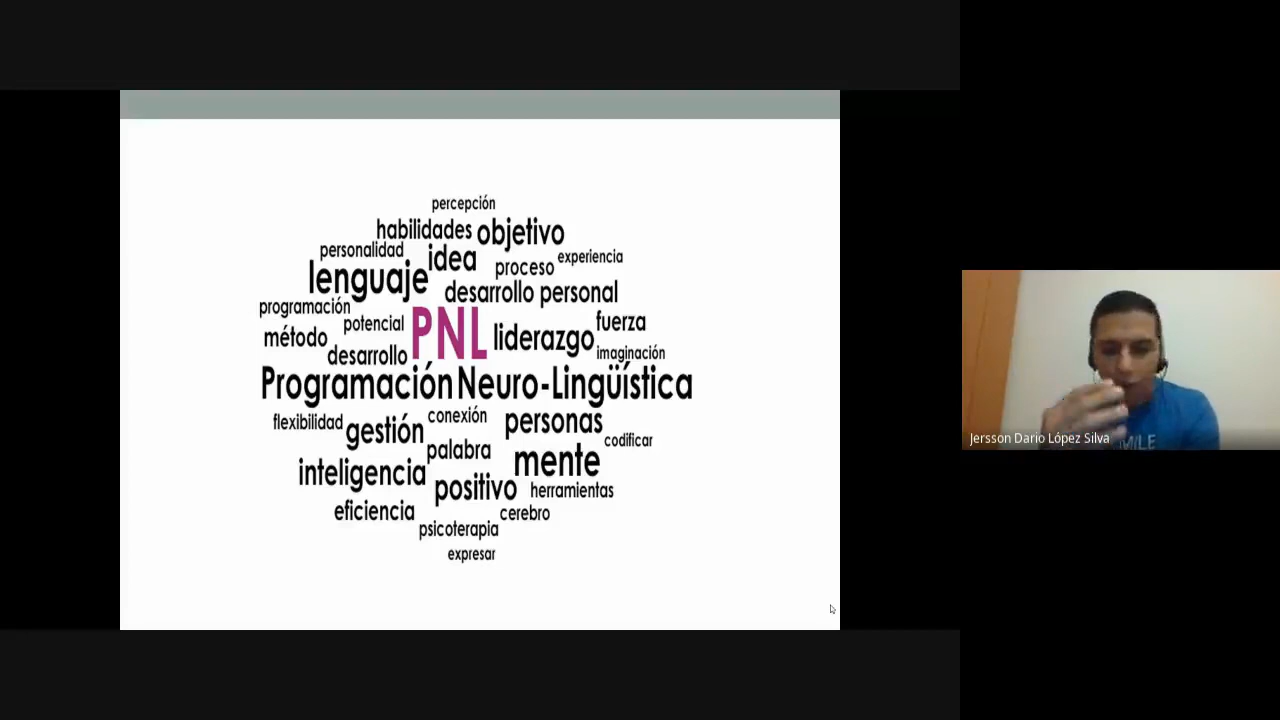 percepción
habilidades objetivo
personalidad idea proceso experiencia
lenguaje desarrollo personal
programación potencial PNL liderazgo fuerza
método desarrollo imaginación
Programación Neuro-Lingüística
flexibilidad gestión conexión personas
palabra codificar
inteligencia mente
positivo herramientas
eficiencia cerebro
psicoterapia
expresar
Jersson Dario López Silva
MILE